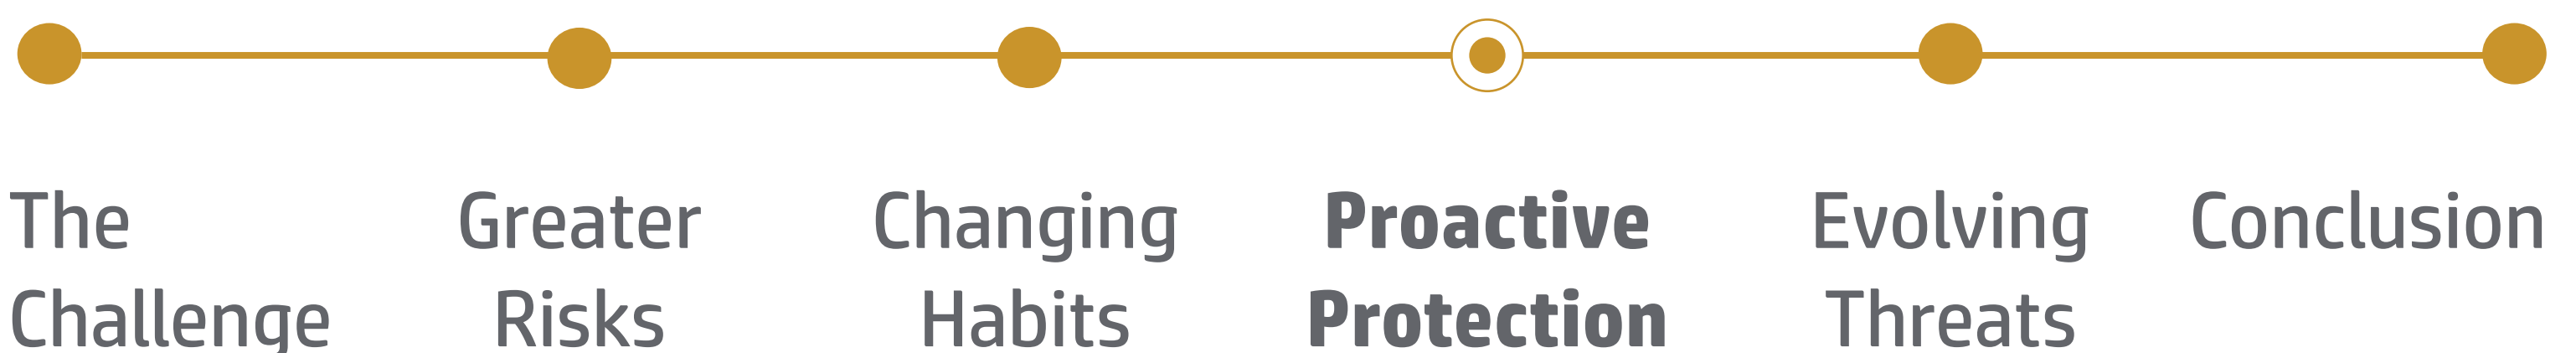 The
Challenge
Greater
Risks
Changing
Habits
Proactive
Protection
Evolving
Threats
Conclusion